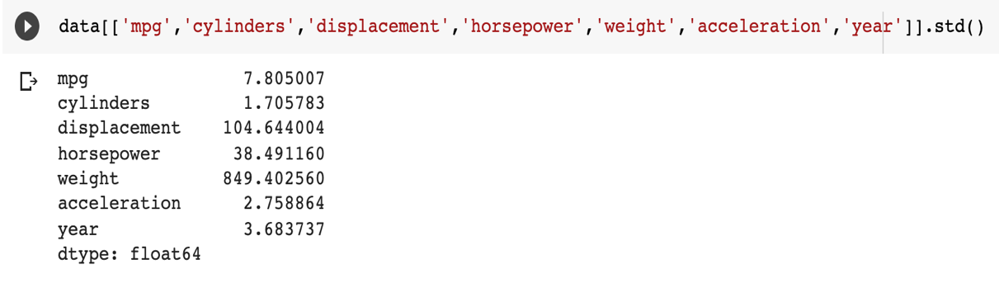 data[['mpg','cylinders','displacement','horsepower','weight','acceleration','year']].std()
mpg 7.805007
cylinders 1.705783
displacement 104.644004
horsepower 38.491160
weight 849.402560
acceleration 2.758864
year 3.683737
dtype: float64